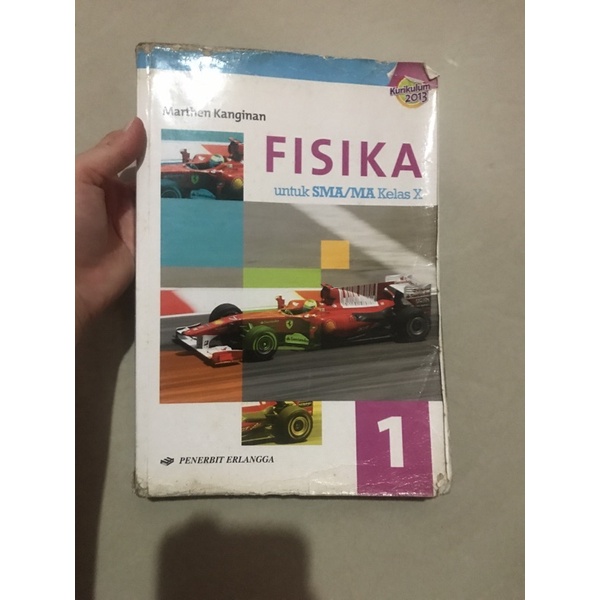 Kurikulum
2013
Marthen Kanginan
FISIKA
untuk SMA/MA Kelas X
1
PENERBIT ERLANGGA